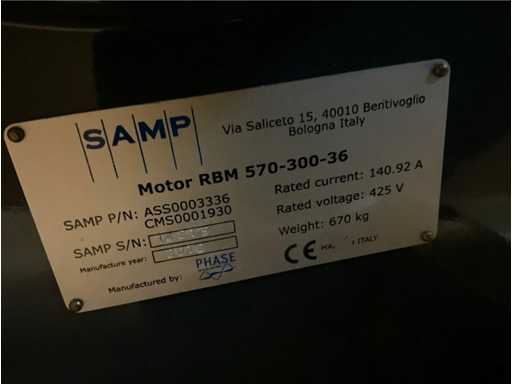 SAMP
Via Saliceto 15, 40010 Bentivoglio
Bologna Italy
Motor RBM 570-300-36
SAMP P/N: ASS0003336
CMS0001930
Rated current: 140.92 A
Rated voltage: 425 V
Weight: 670 kg
SAMP S/N:
Manufacture year:
Manufactured by: PHASE
CE ITALY